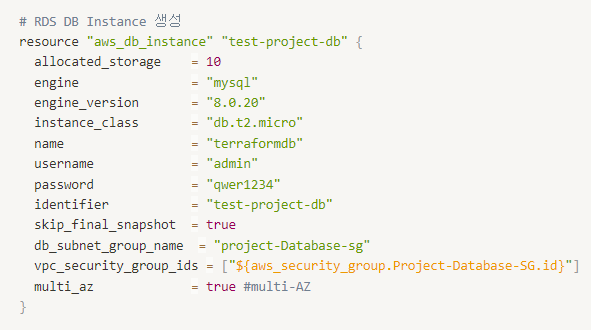 # RDS DB Instance 생성
resource "aws_db_instance" "test-project-db" {
  allocated_storage    = 10
  engine               = "mysql"
  engine_version       = "8.0.20"
  instance_class       = "db.t2.micro"
  name                 = "terraformdb"
  username             = "admin"
  password             = "qwer1234"
  identifier           = "test-project-db"
  skip_final_snapshot  = true
  db_subnet_group_name  = "project-Database-sg"
  vpc_security_group_ids = ["${aws_security_group.Project-Database-SG.id}"]
  multi_az             = true #multi-AZ
}